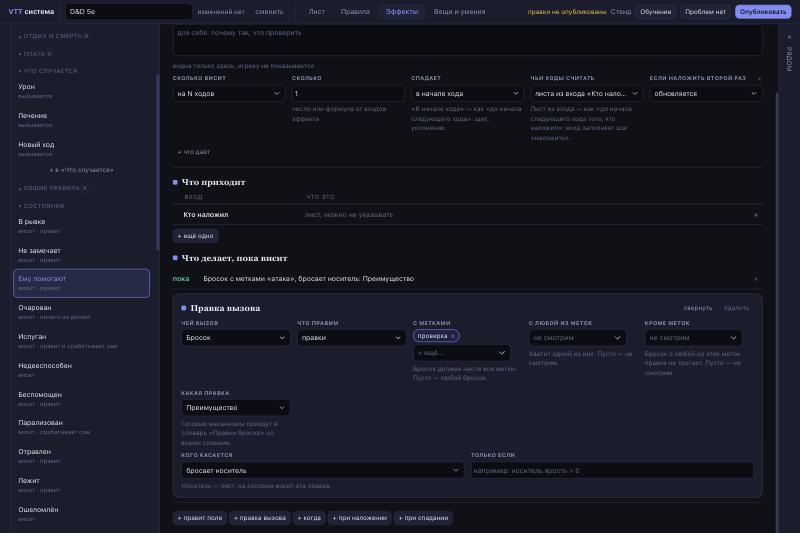 VTT система
D&D 5e
изменений нет
сменить
Лист
Правила
Эффекты
Вещи и умения
правки не опубликованы
Стенд
Обучение
Проблем нет
Опубликовать
ОТДЫХ И СМЕРТЬ 0
ПЛАТА 0
ЧТО СЛУЧАЕТСЯ
Урон
вызывается
Лечение
вызывается
Новый ход
вызывается
+ в «Что случается»
ОБЩИЕ ПРАВИЛА
СОСТОЯНИЯ
В рывке
висит · правит
Не замечает
висит · правит
Ему помогают
висит · правит
Очарован
висит · ничего не делает
Испуган
висит · правит и срабатывает сам
Недееспособен
висит
Беспомощен
висит · правит
Парализован
висит · срабатывает сам
Отравлен
висит · правит
Лежит
висит · правит
Ошеломлён
висит
для себя: почему так, что проверить
видна только здесь, игроку не показывается
СКОЛЬКО ВИСИТ
СКОЛЬКО
СПАДАЕТ
ЧЬИ ХОДЫ СЧИТАТЬ
ЕСЛИ НАЛОЖИТЬ ВТОРОЙ РАЗ ×
на N ходов
1
в начале хода
листа из входа «Кто нало...
обновляется
число или формула от входов
эффекта
«В начале хода» — как «до начала
следующего хода»: щит,
уклонение.
Лист из входа — как «до начала
следующего хода того, кто
наложил»: вход заполняет шаг
«наложить».
+ что даёт
Что приходит
ВХОД
ЧТО ЭТО
Кто наложил
лист, можно не указывать
×
+ ещё одно
Что делает, пока висит
пока
Бросок с метками «атака», бросает носитель: Преимущество
×
Правка вызова
свернуть
Удалить
ЧЕЙ ВЫЗОВ
ЧТО ПРАВИМ
С МЕТКАМИ
С ЛЮБОЙ ИЗ МЕТОК
КРОМЕ МЕТОК
Бросок
правки
проверка ×
+ ещё...
не смотрим
не смотрим
Бросок должен нести все метки.
Пусто — любой бросок.
Хватит одной из них. Пусто — не
смотрим.
Бросок с любой из этих меток
правка не трогает. Пусто — не
смотрим.
КАКАЯ ПРАВКА
Преимущество
Готовые механизмы приедут в
словарь «Правки броска» со
всеми словами.
КОГО КАСАЕТСЯ
ТОЛЬКО ЕСЛИ
бросает носитель
например: носитель.ярость > 0
Носитель — лист, на котором висит эта правка.
+ правит поле
+ правка вызова
+ когда
+ при наложении
+ при спадании
«
РЯДОМ